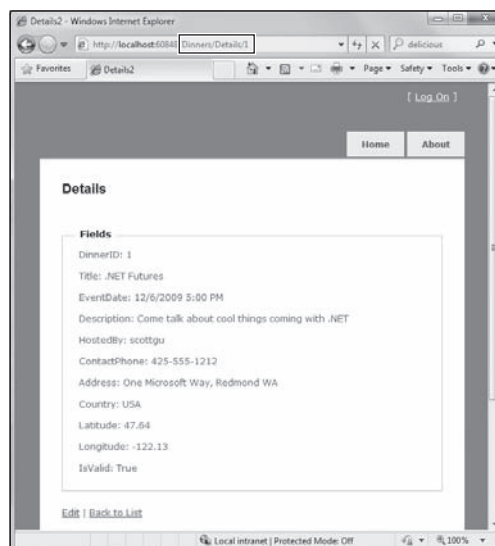 Details2 - Windows Internet Explorer
http://localhost:60848/Dinners/Details/1
delicious
Favorites
Details2
Page
Safety
Tools
[ Log On ]
Home
About
Details
Fields
DinnerID: 1
Title: .NET Futures
EventDate: 12/6/2009 5:00 PM
Description: Come talk about cool things coming with .NET
HostedBy: scottgu
ContactPhone: 425-555-1212
Address: One Microsoft Way, Redmond WA
Country: USA
Latitude: 47.64
Longitude: -122.13
IsValid: True
Edit | Back to List
Local intranet | Protected Mode: Off
100%